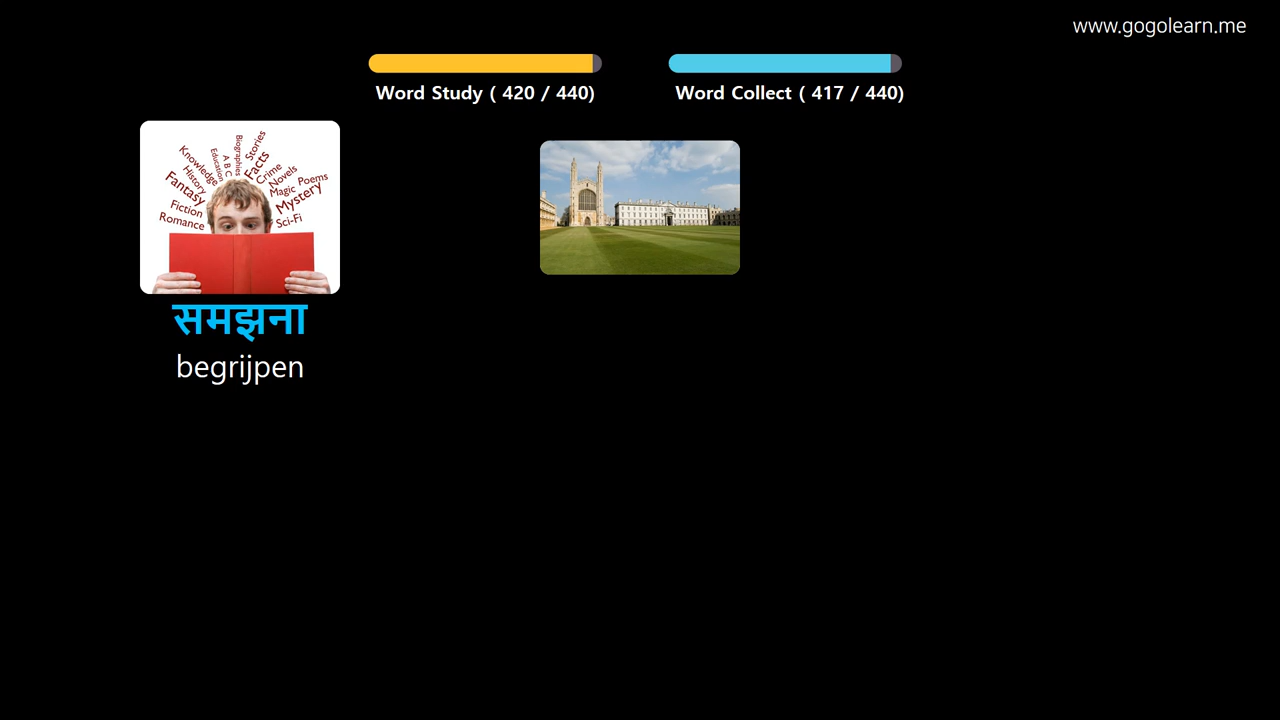 www.gogolearn.me
Word Study ( 420 / 440)
Word Collect ( 417 / 440)
Stories
Biographies
Facts
A B C
Education
Knowledge
Crime
Novels
History
Magic Poems
Fantasy
Mystery
Fiction
Romance
Sci-Fi
समझना
begrijpen